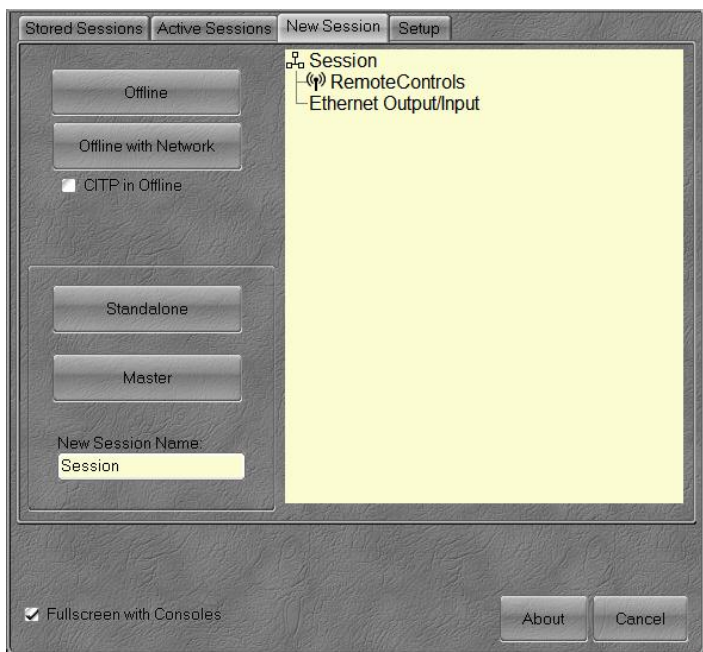 Stored Sessions Active Sessions New Session Setup
Offline
Offline with Network
CITP in Offline
Standalone
Master
New Session Name:
Session
Session
RemoteControls
Ethernet Output/Input
Fullscreen with Consoles
About Cancel